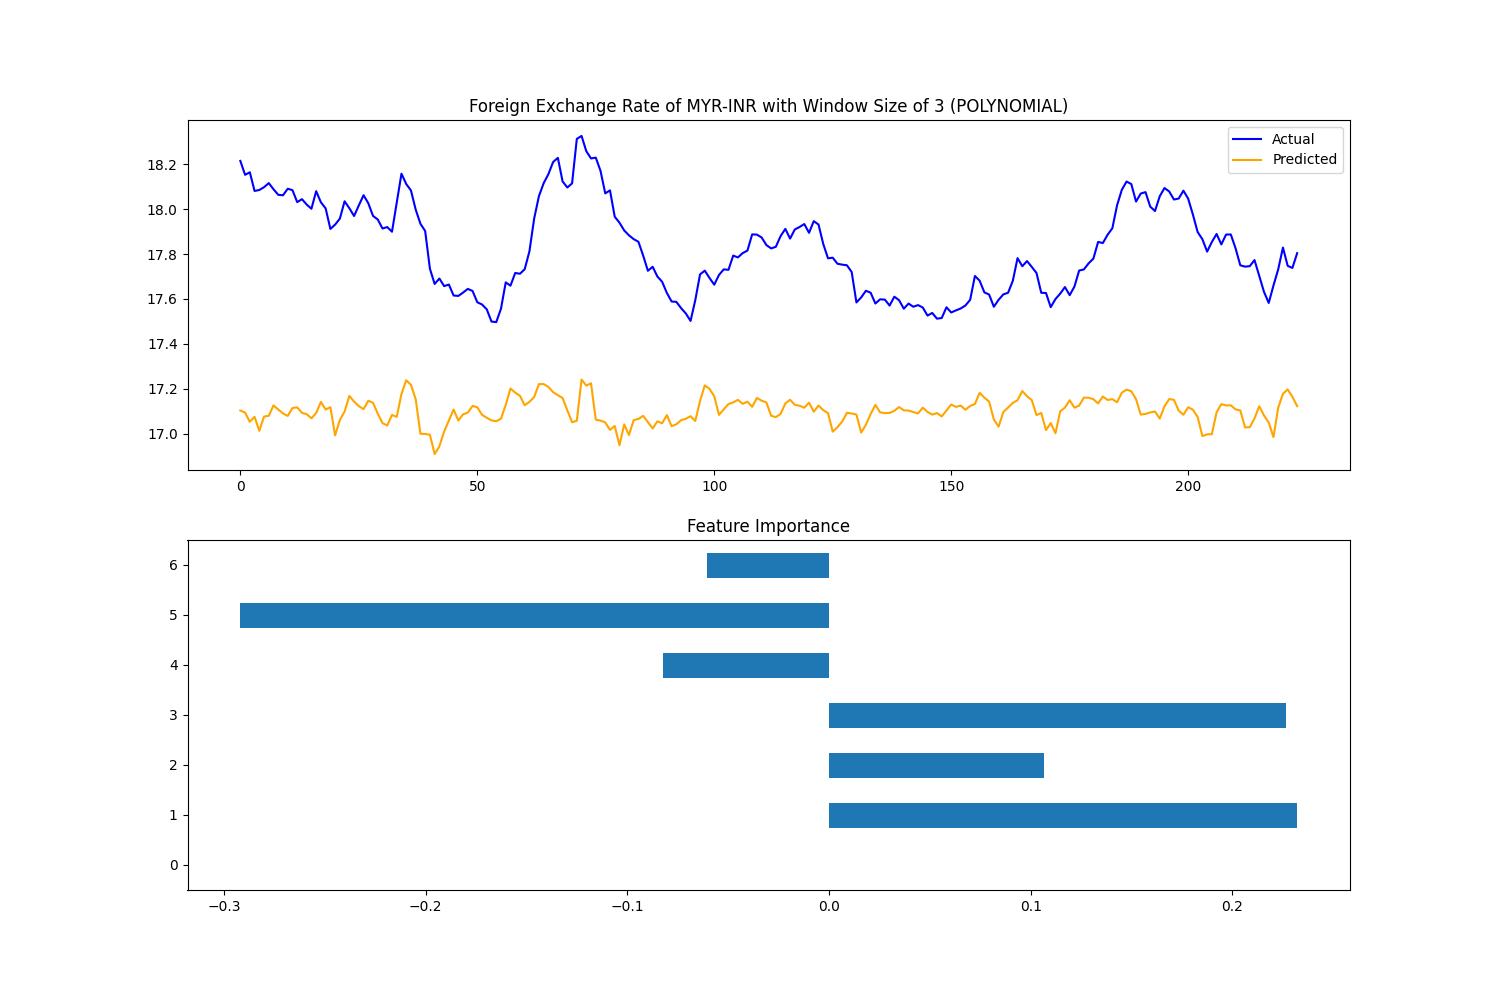 Foreign Exchange Rate of MYR-INR with Window Size of 3 (POLYNOMIAL)
Actual
Predicted
18.2
18.0
17.8
17.6
17.4
17.2
17.0
0 50 100 150 200
Feature Importance
6
5
4
3
2
1
0
−0.3 −0.2 −0.1 0.0 0.1 0.2